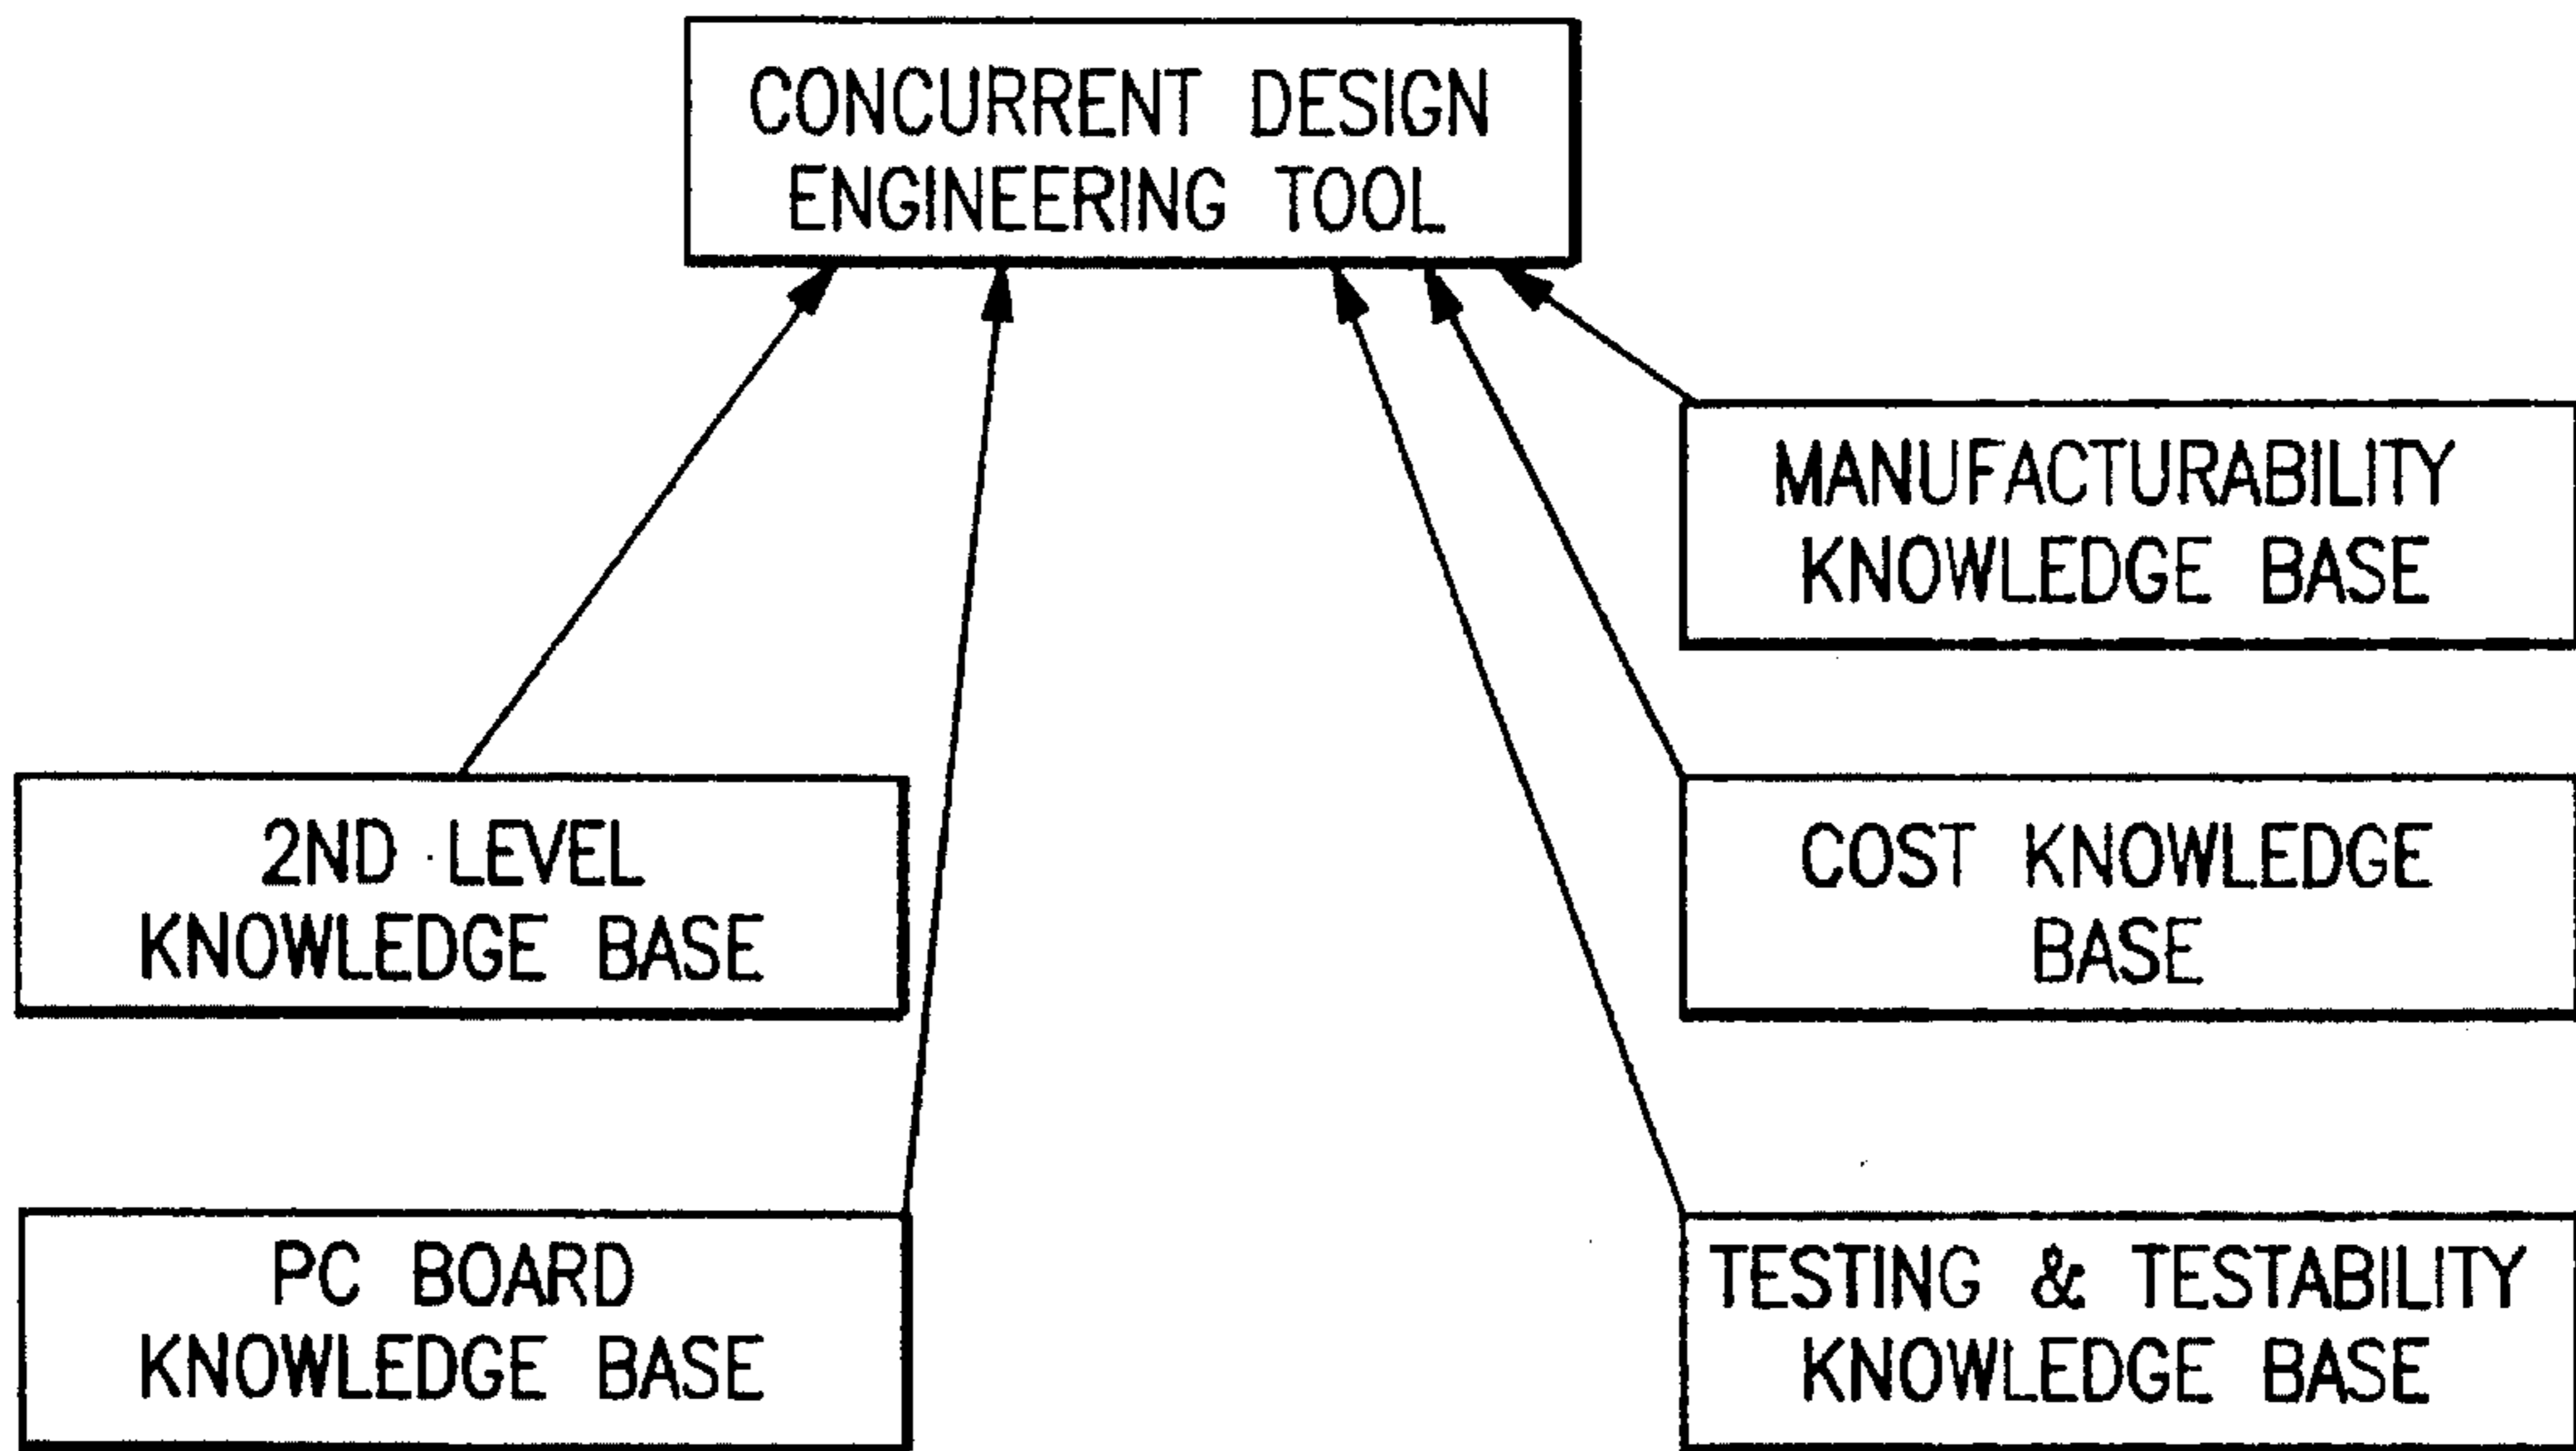 CONCURRENT DESIGN
ENGINEERING TOOL
MANUFACTURABILITY
KNOWLEDGE BASE
2ND LEVEL
KNOWLEDGE BASE
COST KNOWLEDGE
BASE
PC BOARD
KNOWLEDGE BASE
TESTING & TESTABILITY
KNOWLEDGE BASE